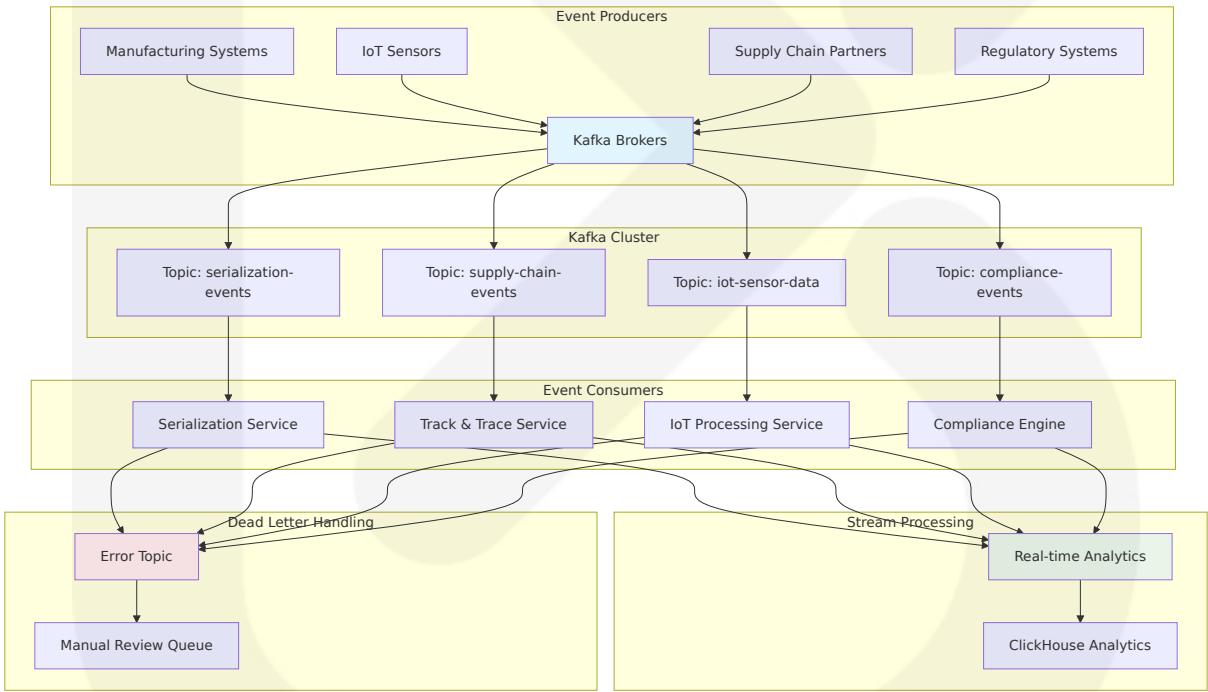 Event Producers
Manufacturing Systems
IoT Sensors
Supply Chain Partners
Regulatory Systems
Kafka Brokers
Kafka Cluster
Topic: serialization-
events
Topic: supply-chain-
events
Topic: iot-sensor-data
Topic: compliance-
events
Event Consumers
Serialization Service
Track & Trace Service
IoT Processing Service
Compliance Engine
Dead Letter Handling
Stream Processing
Error Topic
Real-time Analytics
Manual Review Queue
ClickHouse Analytics